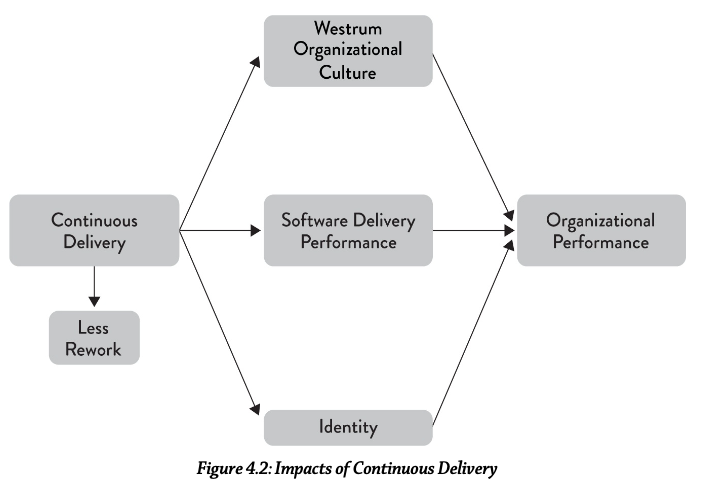 Westrum
Organizational
Culture
Continuous
Delivery
Software Delivery
Performance
Organizational
Performance
Less
Rework
Identity
Figure 4.2: Impacts of Continuous Delivery